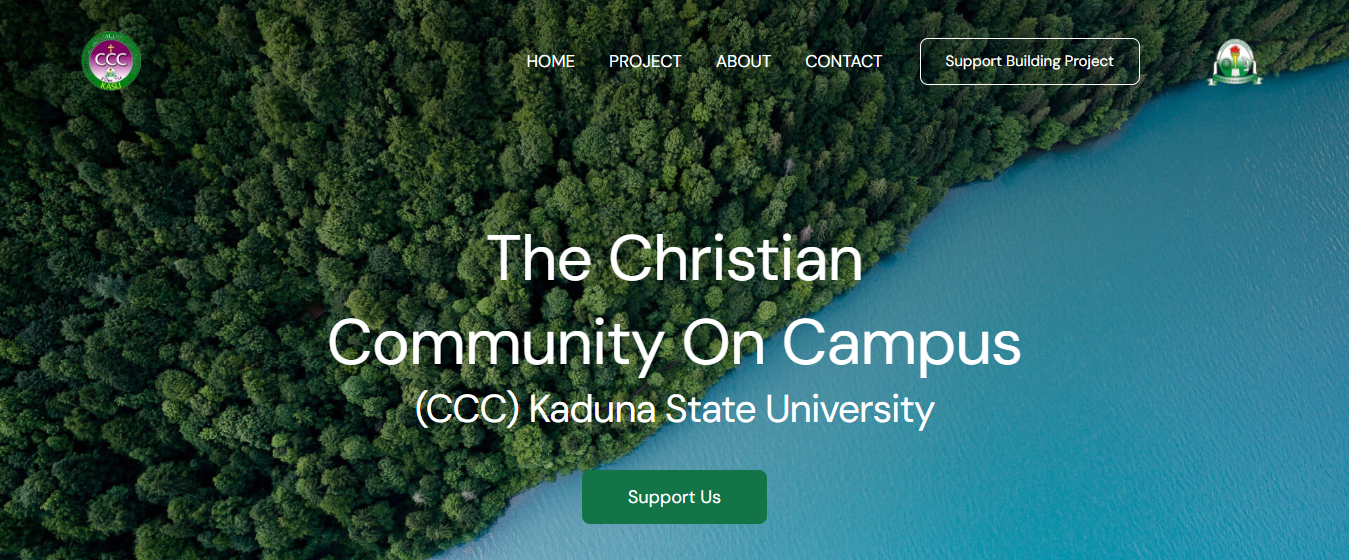 CCC
KASU
HOME PROJECT ABOUT CONTACT Support Building Project
The Christian
Community On Campus
(CCC) Kaduna State University
Support Us